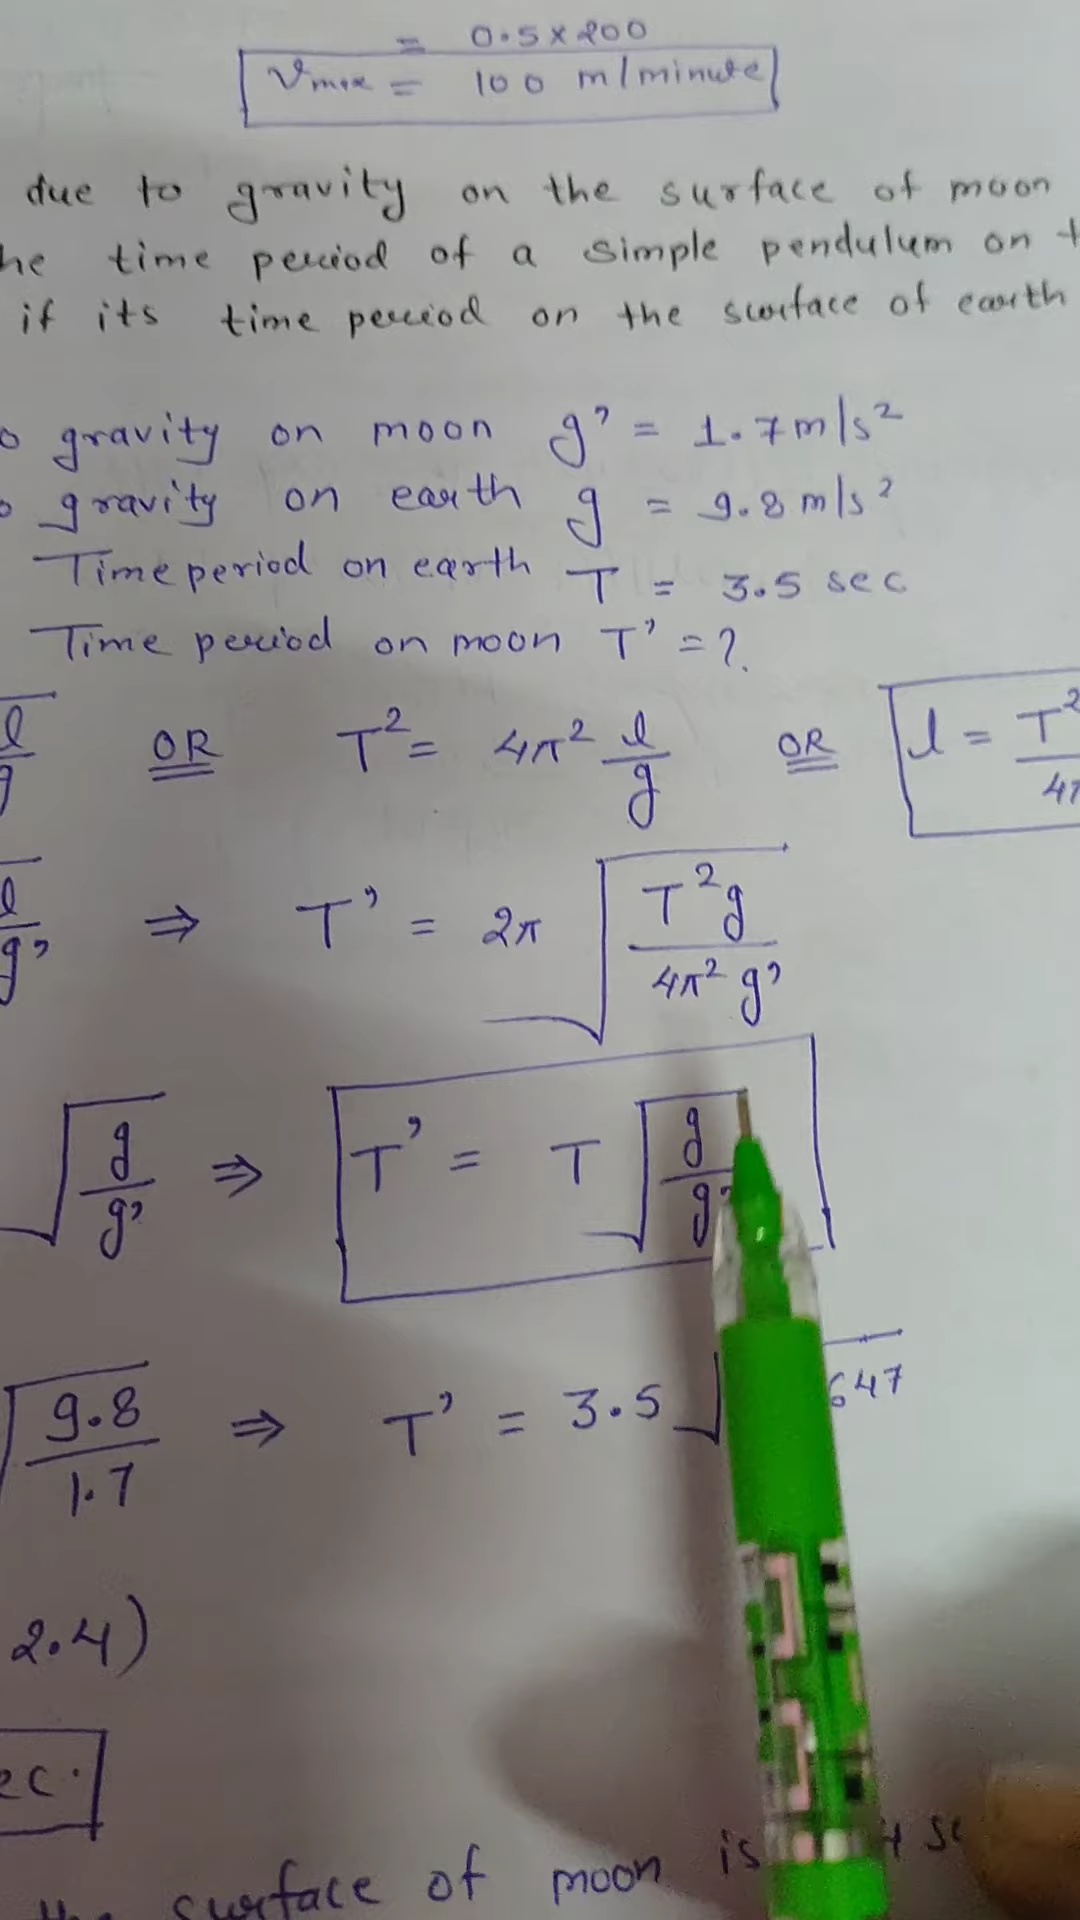 = 0.5 x 200
Vmax = 100 m/minute
due to gravity on the surface of moon
time period of a simple pendulum on
if its time period on the surface of earth
gravity on moon g' = 1.7 m/s²
gravity on earth g = 9.8 m/s²
Time period on earth T = 3.5 sec
Time period on moon T' = ?
l/g OR T² = 4π² l/g OR l = T²
l/g' ⇒ T' = 2π √(T²g / 4π²g')
√(g/g') ⇒ T' = T √(g/g')
√(9.8/1.7) ⇒ T' = 3.5 √ 647
2.4)
surface of moon is